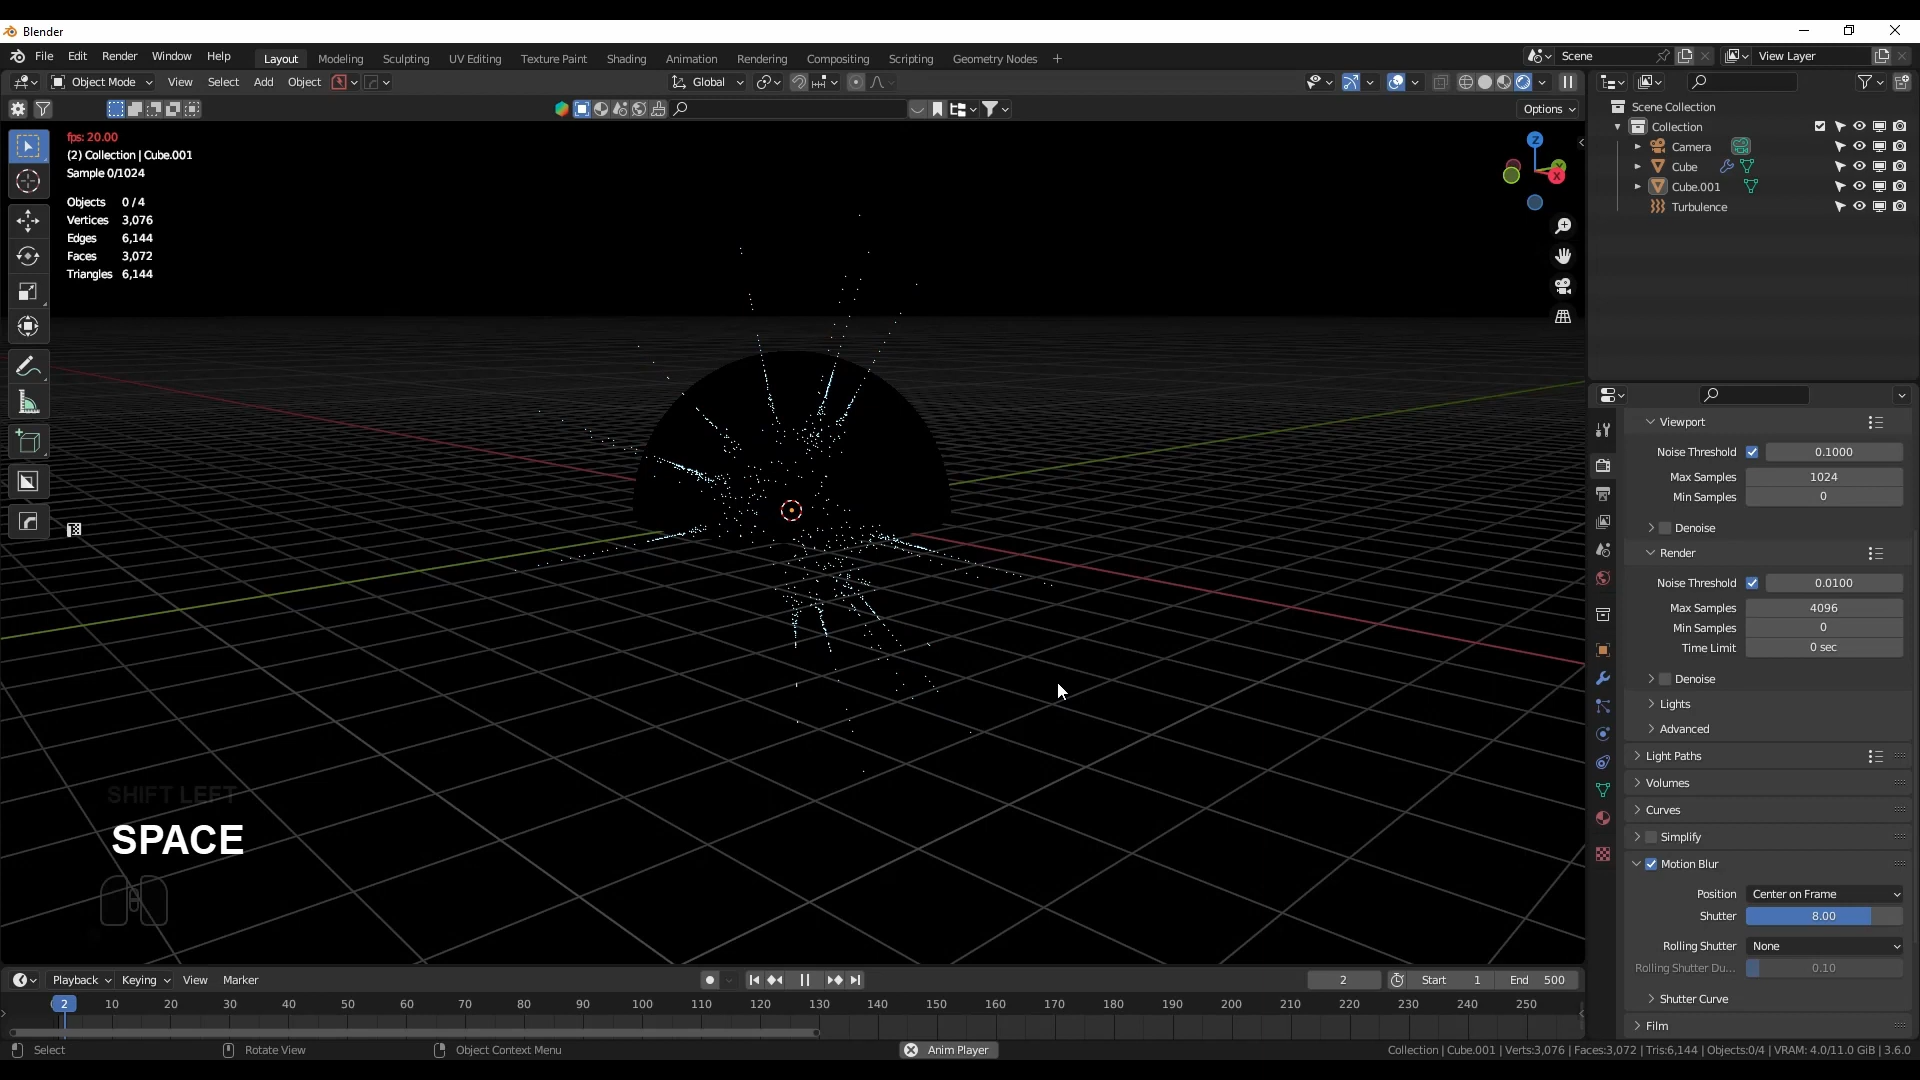 Blender
File Edit Render Window Help Layout Modeling Sculpting UV Editing Texture Paint Shading Animation Rendering Compositing Scripting Geometry Nodes + Scene View Layer
Object Mode View Select Add Object Global
Options
fps: 20.00
(2) Collection | Cube.001
Sample 0/1024
Objects 0 / 4
Vertices 3,076
Edges 6,144
Faces 3,072
Triangles 6,144
Z
Y
X
Scene Collection
Collection
Camera
Cube
Cube.001
Turbulence
Viewport
Noise Threshold 0.1000
Max Samples 1024
Min Samples 0
Denoise
Render
Noise Threshold 0.0100
Max Samples 4096
Min Samples 0
Time Limit 0 sec
Denoise
Lights
Advanced
Light Paths
Volumes
Curves
Simplify
Motion Blur
Position Center on Frame
Shutter 8.00
Rolling Shutter None
Rolling Shutter Du... 0.10
Shutter Curve
Film
SHIFT LEFT
SPACE
Playback Keying View Marker 2 Start 1 End 500
2 10 20 30 40 50 60 70 80 90 100 110 120 130 140 150 160 170 180 190 200 210 220 230 240 250
Select Rotate View Object Context Menu Anim Player Collection | Cube.001 | Verts:3,076 | Faces:3,072 | Tris:6,144 | Objects:0/4 | VRAM: 4.0/11.0 GiB | 3.6.0